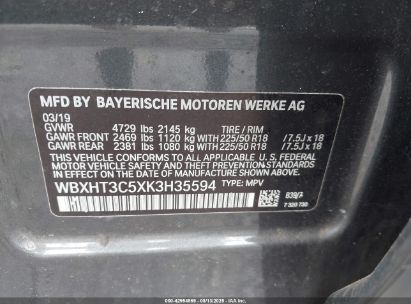 MFD BY BAYERISCHE MOTOREN WERKE AG
03/19
GVWR 4729 lbs 2145 kg TIRE / RIM
GAWR FRONT 2469 lbs 1120 kg WITH 225/50 R18 /7.5J x 18
GAWR REAR 2381 lbs 1080 kg WITH 225/50 R18 /7.5J x 18
THIS VEHICLE CONFORMS TO ALL APPLICABLE
FEDERAL MOTOR VEHICLE SAFETY, BUMPER AND
THEFT PREVENTION STANDARDS IN EFFECT ON THE
DATE OF MANUFACTURE SHOWN ABOVE.
WBXHT3C5XK3H35594 TYPE: MPV